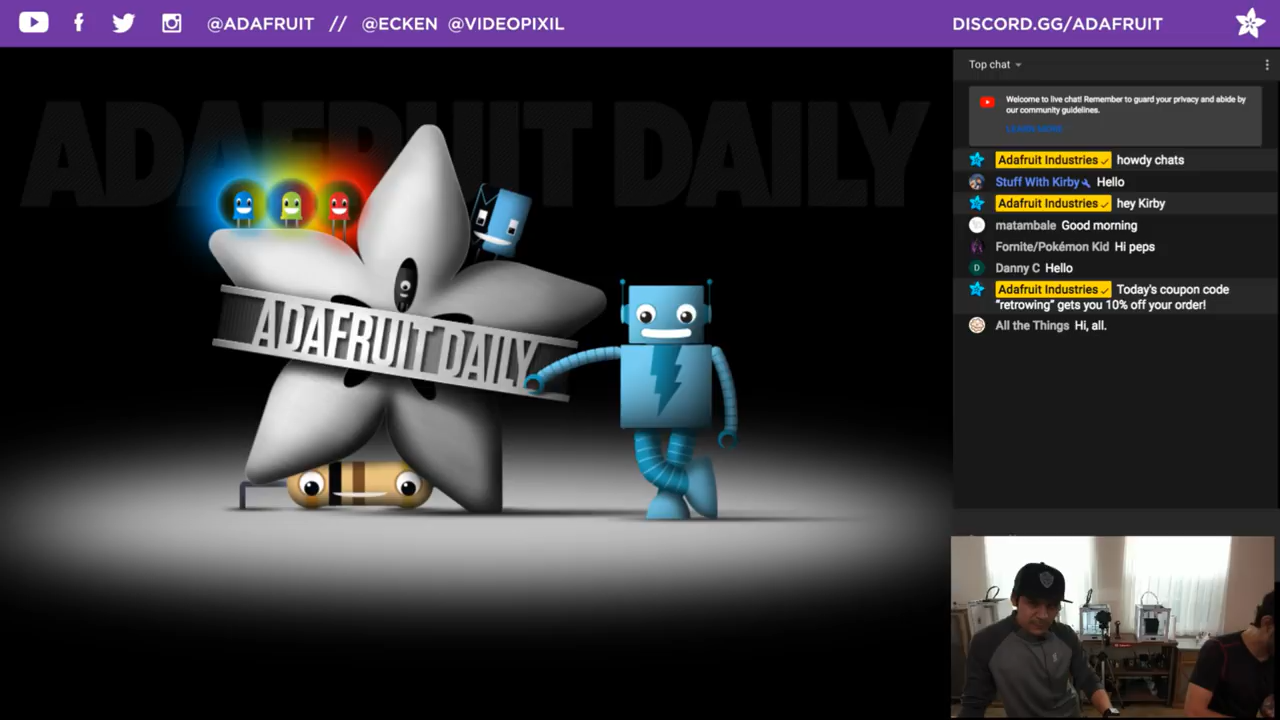 @ADAFRUIT // @ECKEN @VIDEOPIXIL
DISCORD.GG/ADAFRUIT
ADAFRUIT DAILY
ADAFRUIT DAILY
Top chat
Welcome to live chat! Remember to guard your privacy and abide by
our community guidelines.
LEARN MORE
Adafruit Industries howdy chats
Stuff With Kirby Hello
Adafruit Industries hey Kirby
matambale Good morning
Fornite/Pokémon Kid Hi peps
D Danny C Hello
Adafruit Industries Today's coupon code
"retrowing" gets you 10% off your order!
All the Things Hi, all.